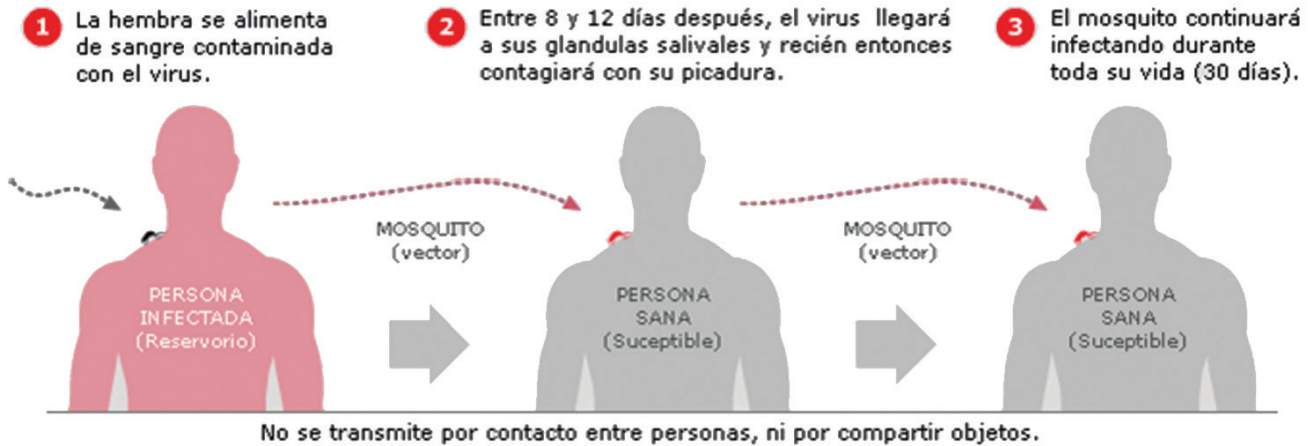 1 La hembra se alimenta
de sangre contaminada
con el virus.
2 Entre 8 y 12 días después, el virus llegará
a sus glandulas salivales y recién entonces
contagiará con su picadura.
3 El mosquito continuará
infectando durante
toda su vida (30 días).
PERSONA
INFECTADA
(Reservorio)
MOSQUITO
(vector)
PERSONA
SANA
(Suceptible)
MOSQUITO
(vector)
PERSONA
SANA
(Suceptible)
No se transmite por contacto entre personas, ni por compartir objetos.